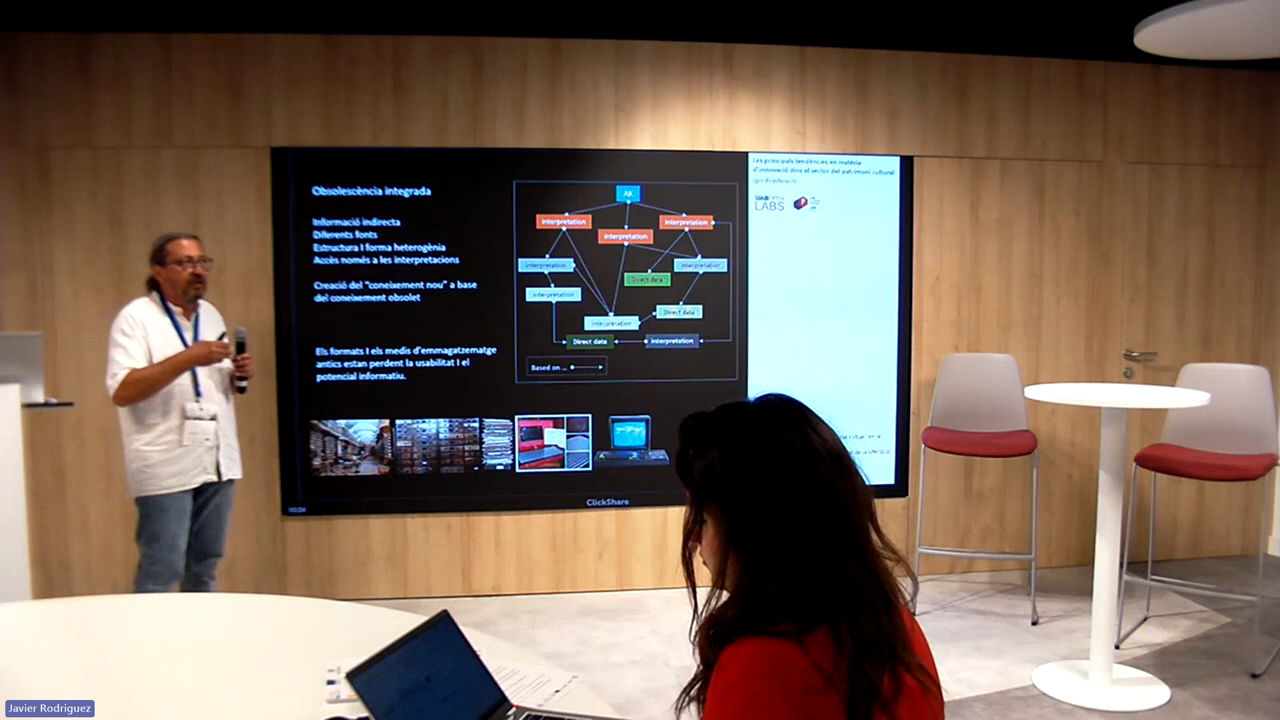 Obsolescència integrada
Informació indirecta
Diferents fonts
Estructura I forma heterogènia
Accès només a les interpretacions
Creació del "coneixement nou" a base
del coneixement obsolet
Els formats I els medis d'emmagatzematge
antics estan perdent la usabilitat I el
potencial informatiu.
AK
interpretation
interpretation
interpretation
interpretation
interpretation
Direct data
interpretation
Direct data
interpretation
Direct data
interpretation
Based on ...
ClickShare
Les principals tendències en matèria
d'innovació dins el sector del patrimoni cultural
UAB OPEN
LABS
Javier Rodriguez